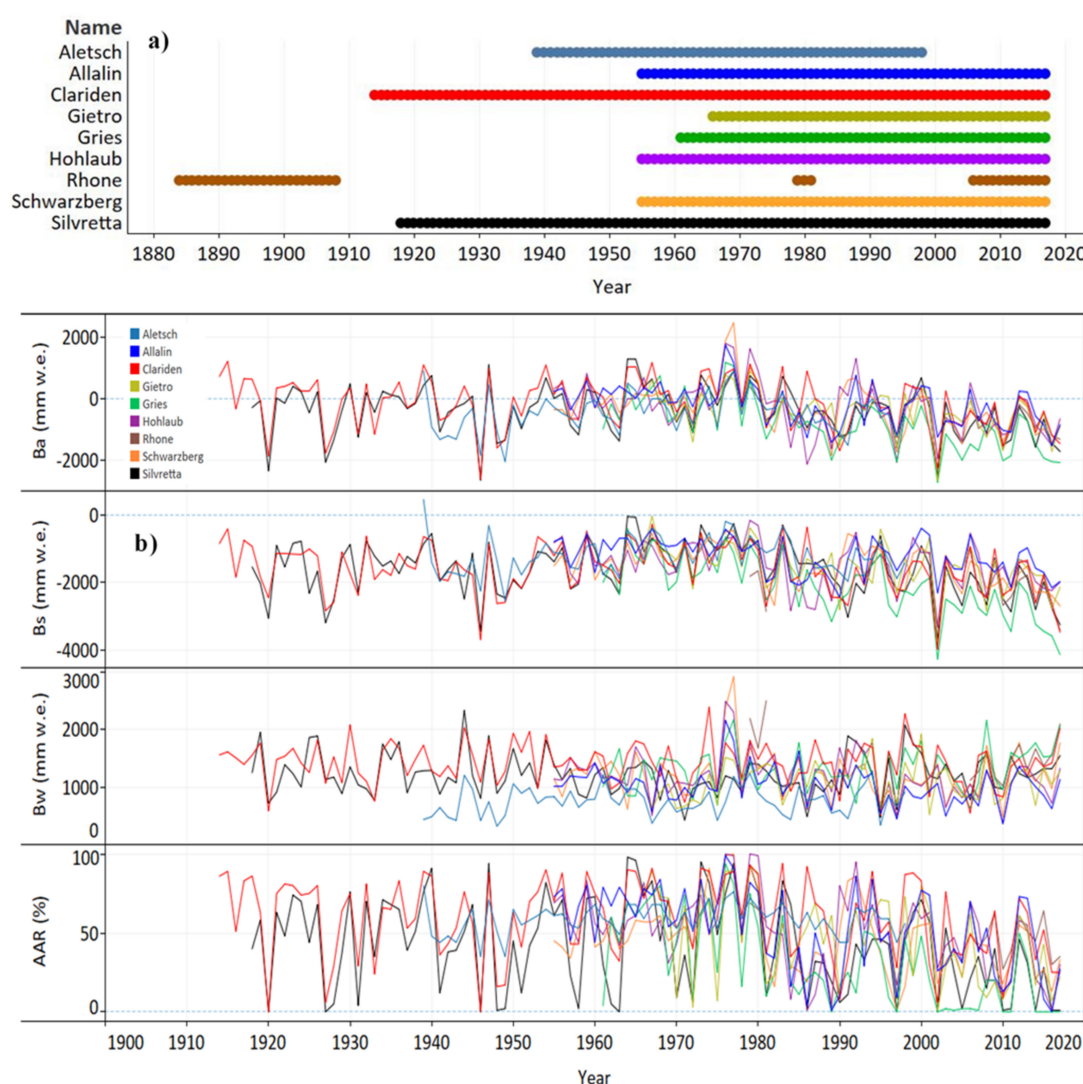 Name
a)
Aletsch
Allalin
Clariden
Gietro
Gries
Hohlaub
Rhone
Schwarzberg
Silvretta
1880 1890 1900 1910 1920 1930 1940 1950 1960 1970 1980 1990 2000 2010 2020
Year
b)
Ba (mm w.e.)
2000
0
-2000
Aletsch
Allalin
Clariden
Gietro
Gries
Hohlaub
Rhone
Schwarzberg
Silvretta
Bs (mm w.e.)
0
-2000
-4000
Bw (mm w.e.)
3000
2000
1000
0
AAR (%)
100
50
0
1900 1910 1920 1930 1940 1950 1960 1970 1980 1990 2000 2010 2020
Year